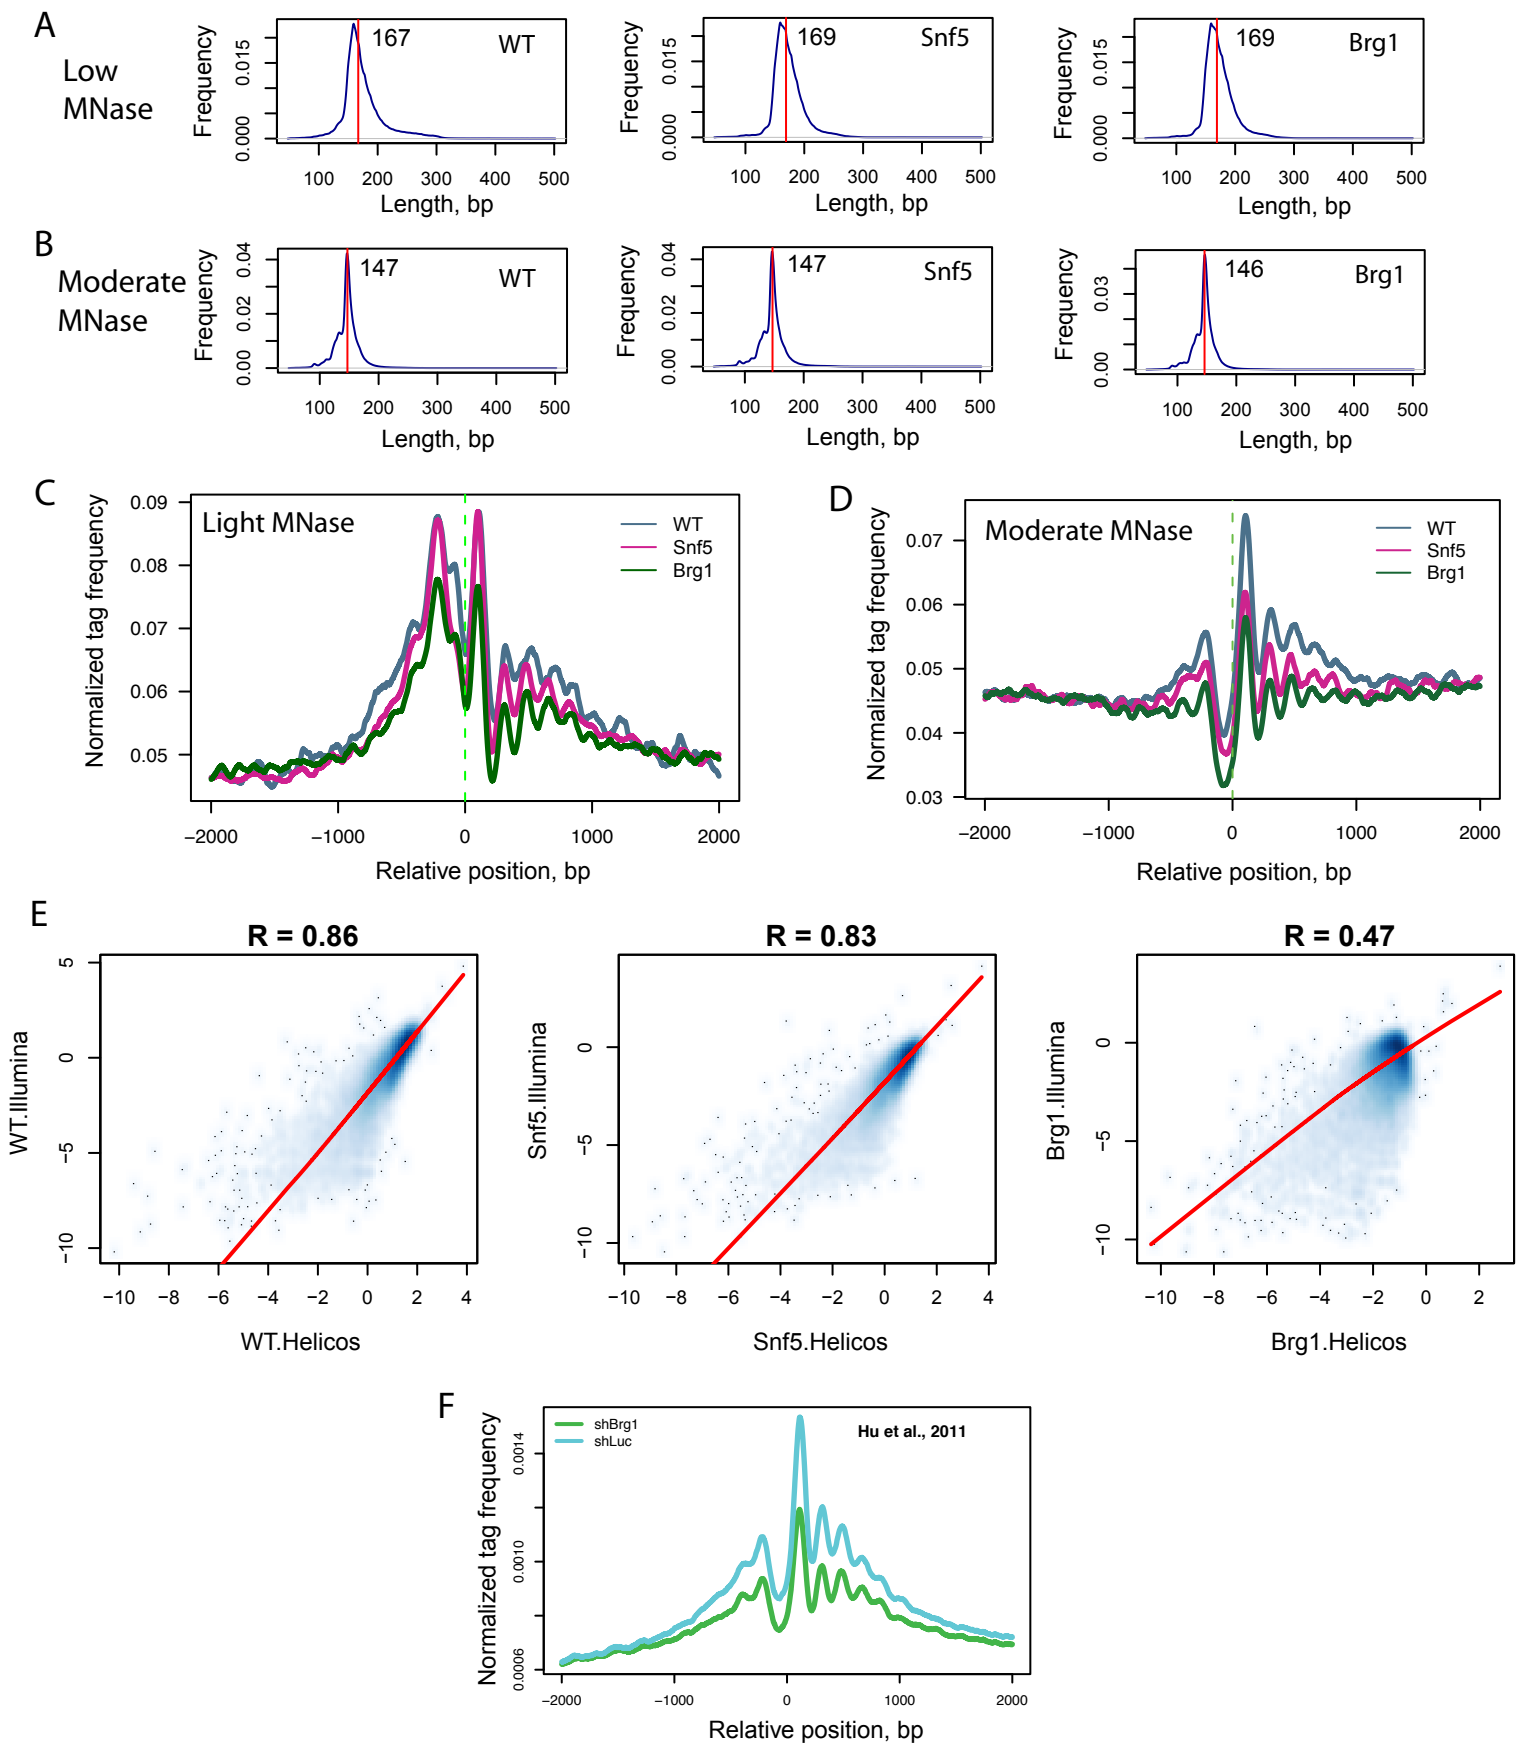 A
Low
MNase
Frequency
0.000
0.015
167
WT
100 200 300 400 500
Length, bp
Frequency
0.000
0.015
169
Snf5
100 200 300 400 500
Length, bp
Frequency
0.000
0.015
169
Brg1
100 200 300 400 500
Length, bp
B
Moderate
MNase
Frequency
0.00
0.02
0.04
147
WT
100 200 300 400 500
Length, bp
Frequency
0.00
0.02
0.04
147
Snf5
100 200 300 400 500
Length, bp
Frequency
0.00
0.03
146
Brg1
100 200 300 400 500
Length, bp
C
Light MNase
WT
Snf5
Brg1
Normalized tag frequency
0.09
0.08
0.07
0.06
0.05
−2000 −1000 0 1000 2000
Relative position, bp
D
Moderate MNase
WT
Snf5
Brg1
Normalized tag frequency
0.07
0.06
0.05
0.04
0.03
−2000 −1000 0 1000 2000
Relative position, bp
E
R = 0.86
WT.Illumina
5
0
−5
−10
−10 −8 −6 −4 −2 0 2 4
WT.Helicos
R = 0.83
Snf5.Illumina
0
−5
−10
−10 −8 −6 −4 −2 0 2 4
Snf5.Helicos
R = 0.47
Brg1.Illumina
0
−5
−10
−10 −8 −6 −4 −2 0 2
Brg1.Helicos
F
shBrg1
shLuc
Hu et al., 2011
Normalized tag frequency
0.0014
0.0010
0.0006
−2000 −1000 0 1000 2000
Relative position, bp